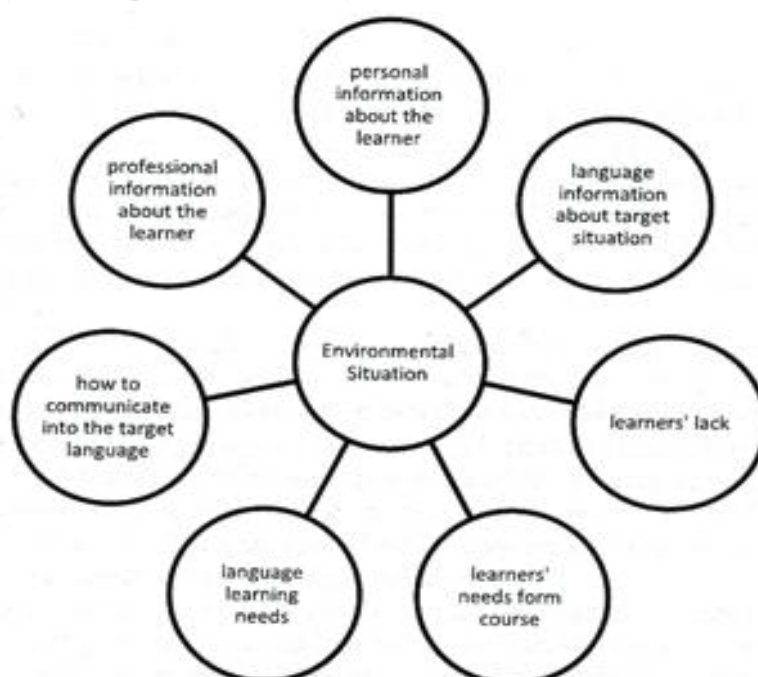 personal
information
about the
learner
professional
information
about the
learner
language
information
about target
situation
Environmental
Situation
how to
communicate
into the target
language
learners' lack
language
learning
needs
learners'
needs form
course